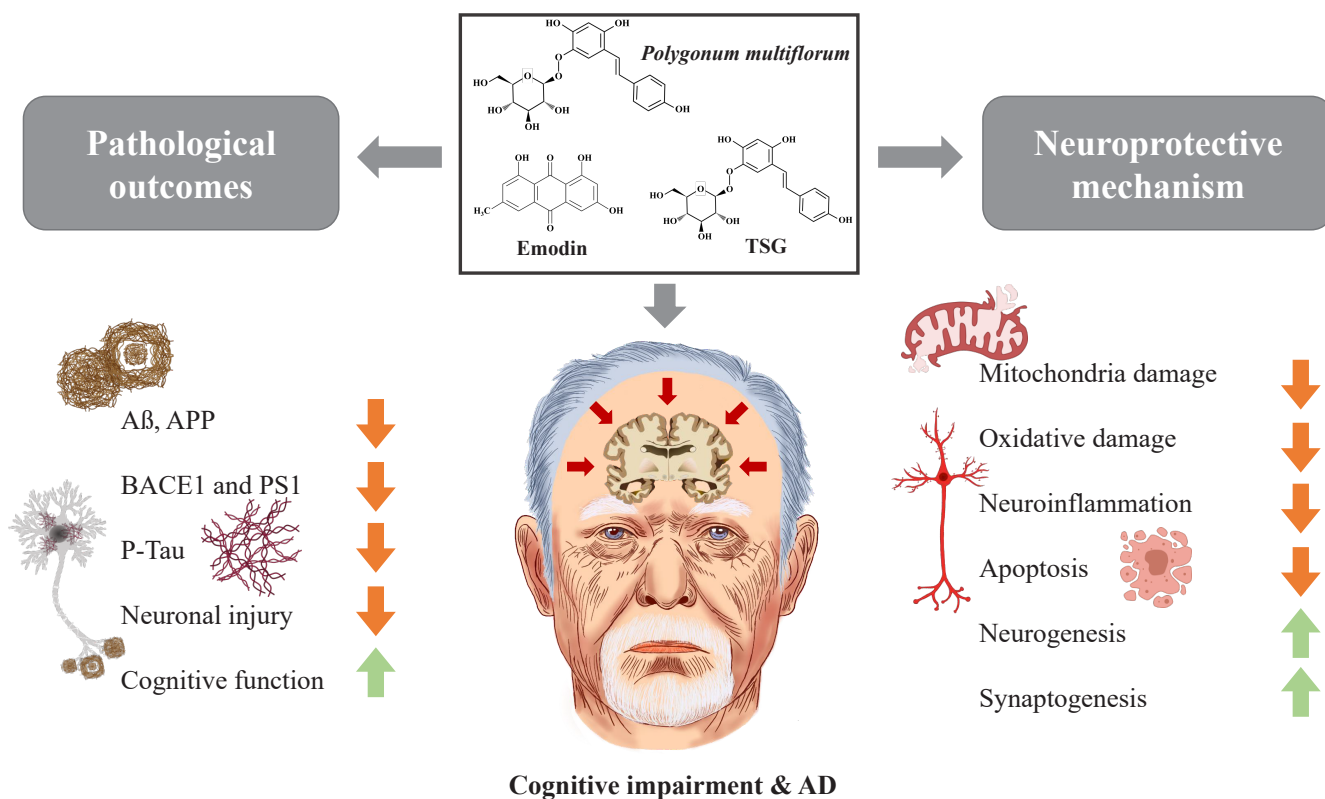 Polygonum multiflorum
HO
OH
O
O
O
HO
HO
OH
OH
OH
Pathological
outcomes
Neuroprotective
mechanism
OH
O
OH
H₃C
OH
O
Emodin
HO
OH
O
O
O
HO
HO
OH
OH
OH
TSG
Aß, APP
BACE1 and PS1
P-Tau
Neuronal injury
Cognitive function
Mitochondria damage
Oxidative damage
Neuroinflammation
Apoptosis
Neurogenesis
Synaptogenesis
Cognitive impairment & AD